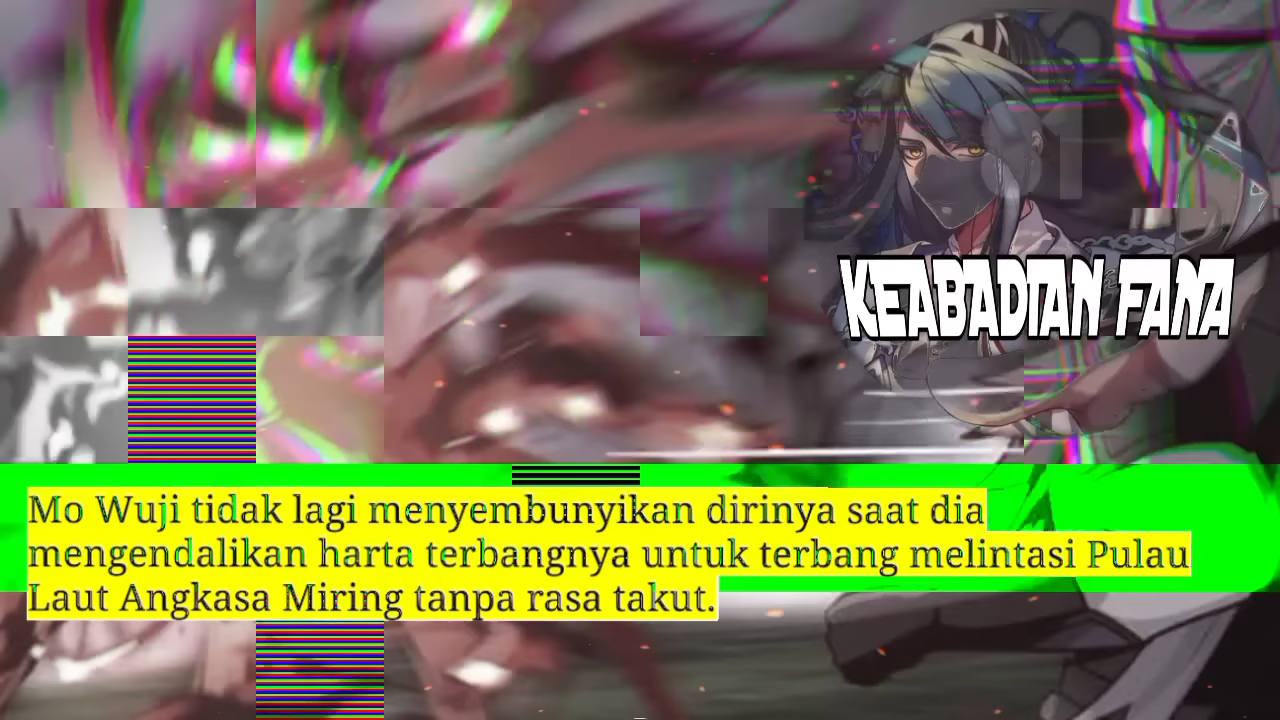 KEABADIAN FANA
Mo Wuji tidak lagi menyembunyikan dirinya saat dia
mengendalikan harta terbangnya untuk terbang melintasi Pulau
Laut Angkasa Miring tanpa rasa takut.